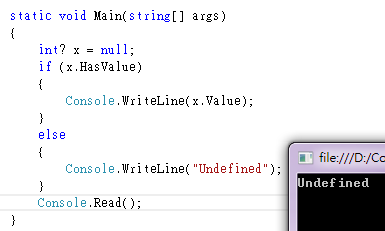 static void Main(string[] args)
{
    int? x = null;
    if (x.HasValue)
    {
        Console.WriteLine(x.Value);
    }
    else
    {
        Console.WriteLine("Undefined");
    }
    Console.Read();
}
file:///D:/Co
Undefined